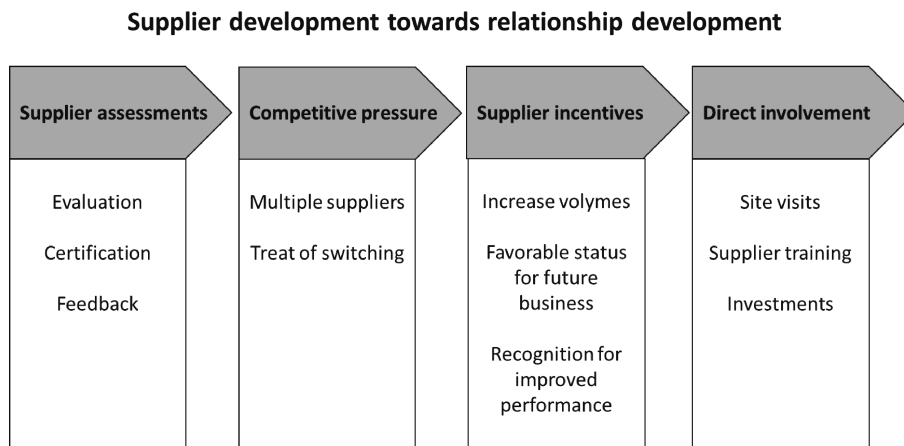 Supplier development towards relationship development
Supplier assessments
Competitive pressure
Supplier incentives
Direct involvement
Evaluation
Certification
Feedback
Multiple suppliers
Treat of switching
Increase volymes
Favorable status
for future
business
Recognition for
improved
performance
Site visits
Supplier training
Investments